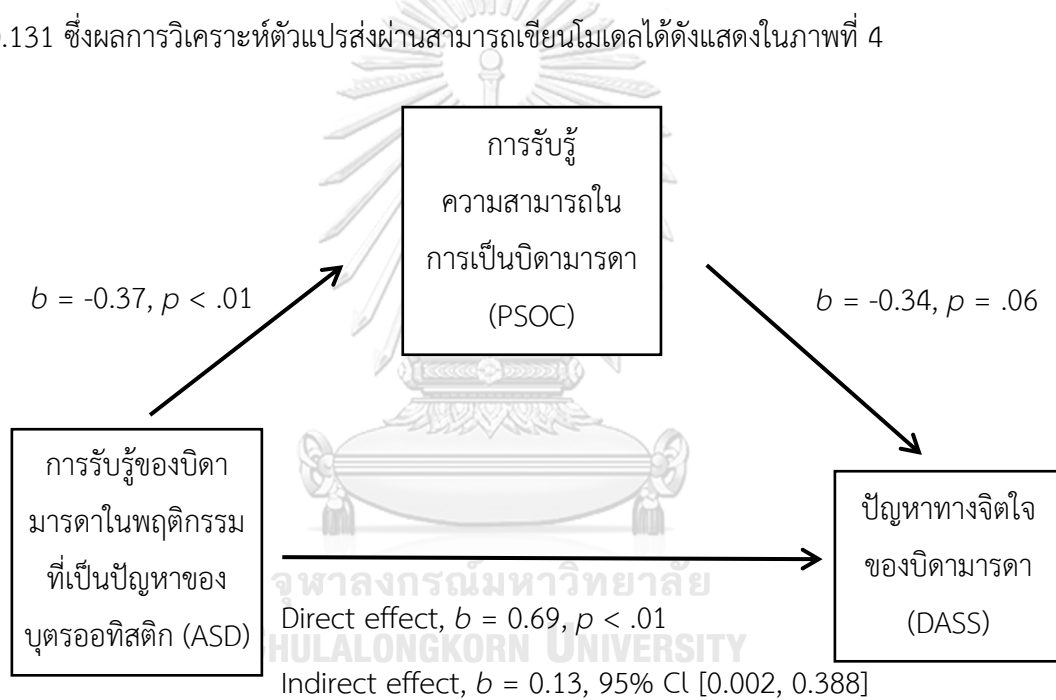 0.131 ซึ่งผลการวิเคราะห์ตัวแปรส่งผ่านสามารถเขียนโมเดลได้ดังแสดงในภาพที่ 4
การรับรู้
ความสามารถใน
การเป็นบิดามารดา
(PSOC)
b = -0.37, p < .01
b = -0.34, p = .06
การรับรู้ของบิดา
มารดาในพฤติกรรม
ที่เป็นปัญหาของ
บุตรออทิสติก (ASD)
ปัญหาทางจิตใจ
ของบิดามารดา
(DASS)
จุฬาลงกรณ์มหาวิทยาลัย
Direct effect, b = 0.69, p < .01
HULALONGKORN UNIVERSITY
Indirect effect, b = 0.13, 95% Cl [0.002, 0.388]